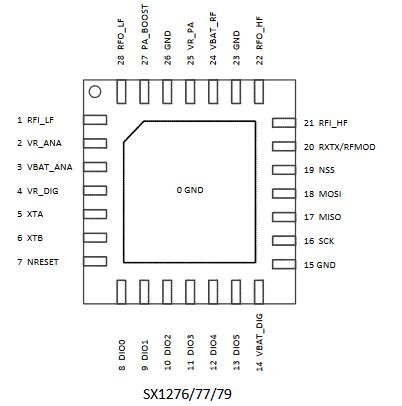 28 RFO_LF
27 PA_BOOST
26 GND
25 VR_PA
24 VBAT_RF
23 GND
22 RFO_HF
1 RFI_LF
2 VR_ANA
3 VBAT_ANA
4 VR_DIG
5 XTA
6 XTB
7 NRESET
0 GND
21 RFI_HF
20 RXTX/RFMOD
19 NSS
18 MOSI
17 MISO
16 SCK
15 GND
8 DIO0
9 DIO1
10 DIO2
11 DIO3
12 DIO4
13 DIO5
14 VBAT_DIG
SX1276/77/79